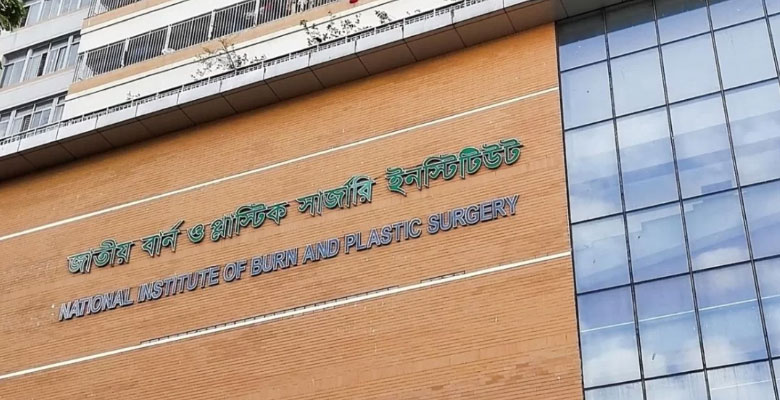 জাতীয় বার্ন ও প্লাস্টিক সার্জারি ইনস্টিটিউট
NATIONAL INSTITUTE OF BURN AND PLASTIC SURGERY